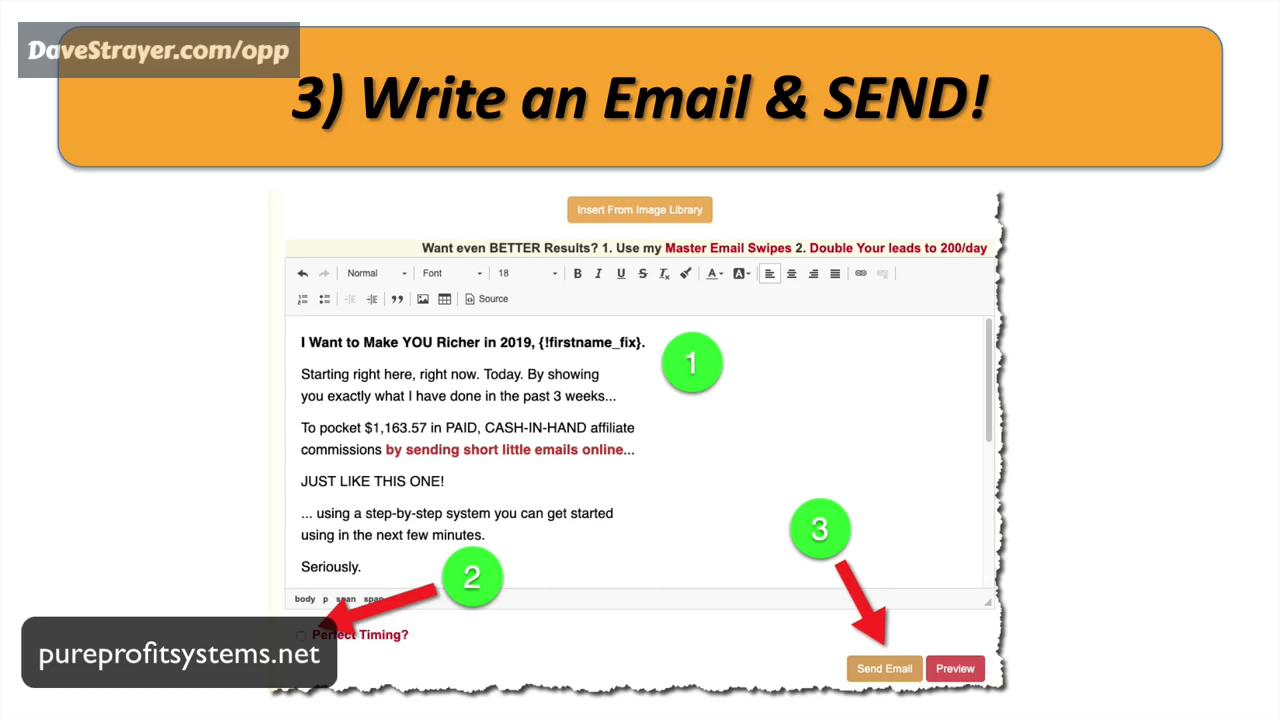 DaveStrayer.com/opp
3) Write an Email & SEND!
Insert From Image Library
Want even BETTER Results? 1. Use my Master Email Swipes 2. Double Your leads to 200/day
Normal Font 18 B I U S Tx A A
Source
I Want to Make YOU Richer in 2019, {!firstname_fix}.
1
Starting right here, right now. Today. By showing
you exactly what I have done in the past 3 weeks...
To pocket $1,163.57 in PAID, CASH-IN-HAND affiliate
commissions by sending short little emails online...
JUST LIKE THIS ONE!
... using a step-by-step system you can get started
using in the next few minutes.
3
Seriously.
2
body p span span
Perfect Timing?
pureprofitsystems.net
Send Email Preview